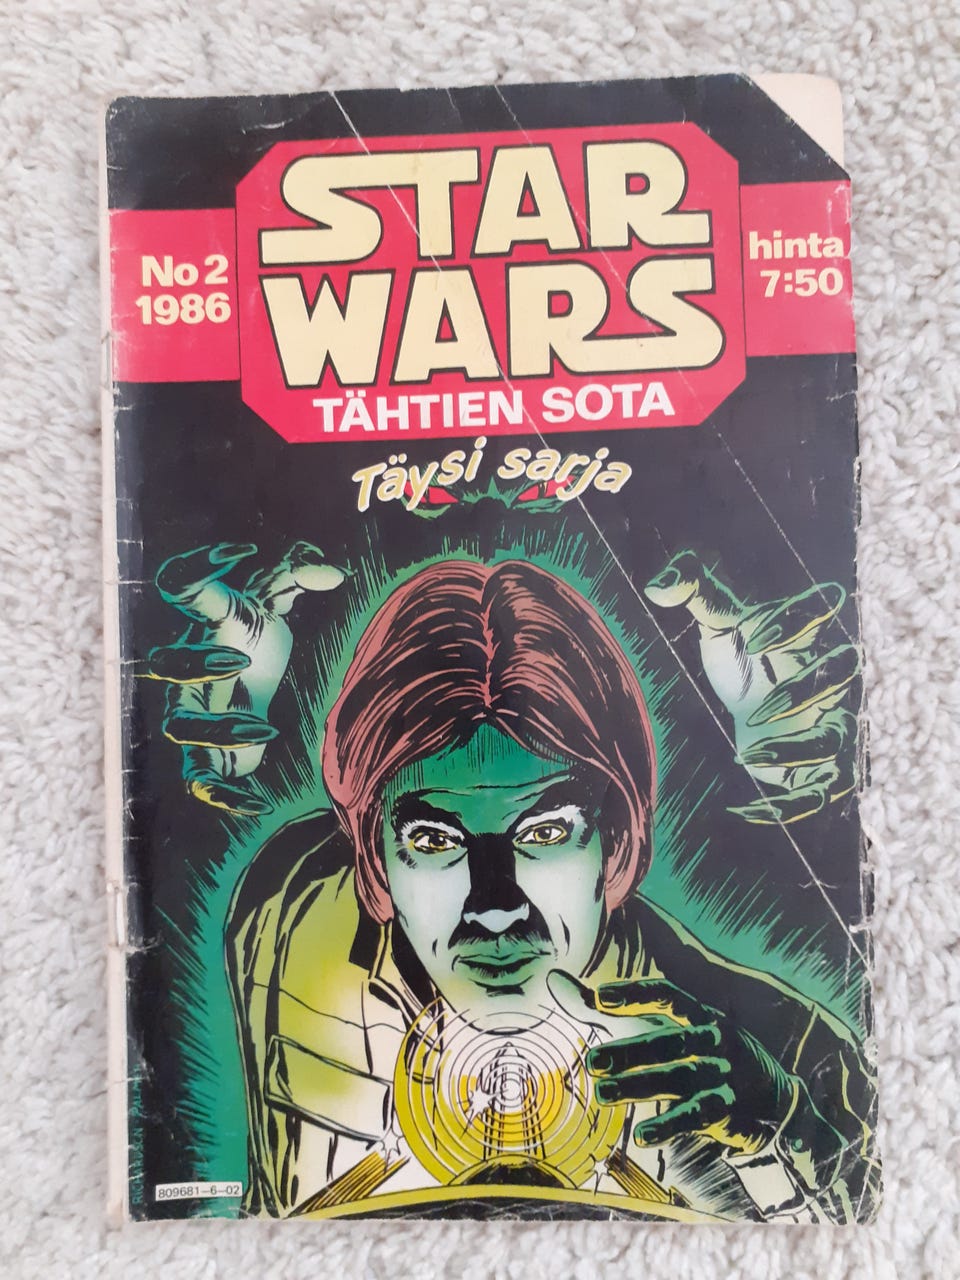 STAR
WARS
TÄHTIEN SOTA
No 2
1986
hinta
7:50
Täysi sarja
809681-6-02